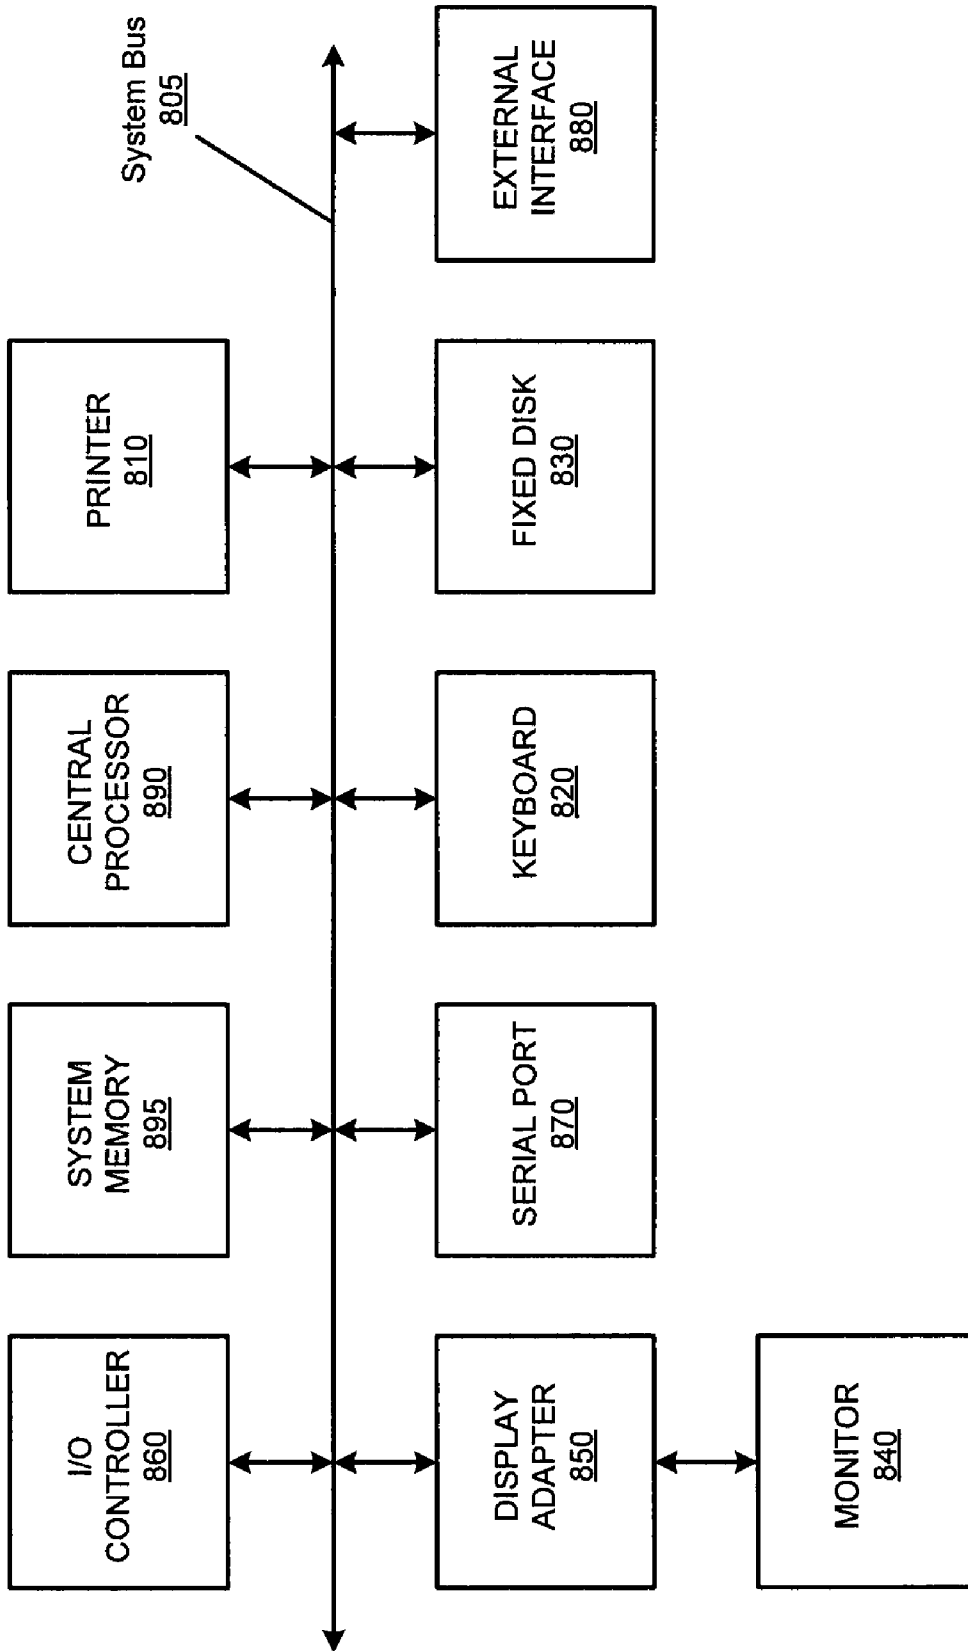 I/O
CONTROLLER
860
SYSTEM
MEMORY
895
CENTRAL
PROCESSOR
890
PRINTER
810
System Bus
805
DISPLAY
ADAPTER
850
SERIAL PORT
870
KEYBOARD
820
FIXED DISK
830
EXTERNAL
INTERFACE
880
MONITOR
840